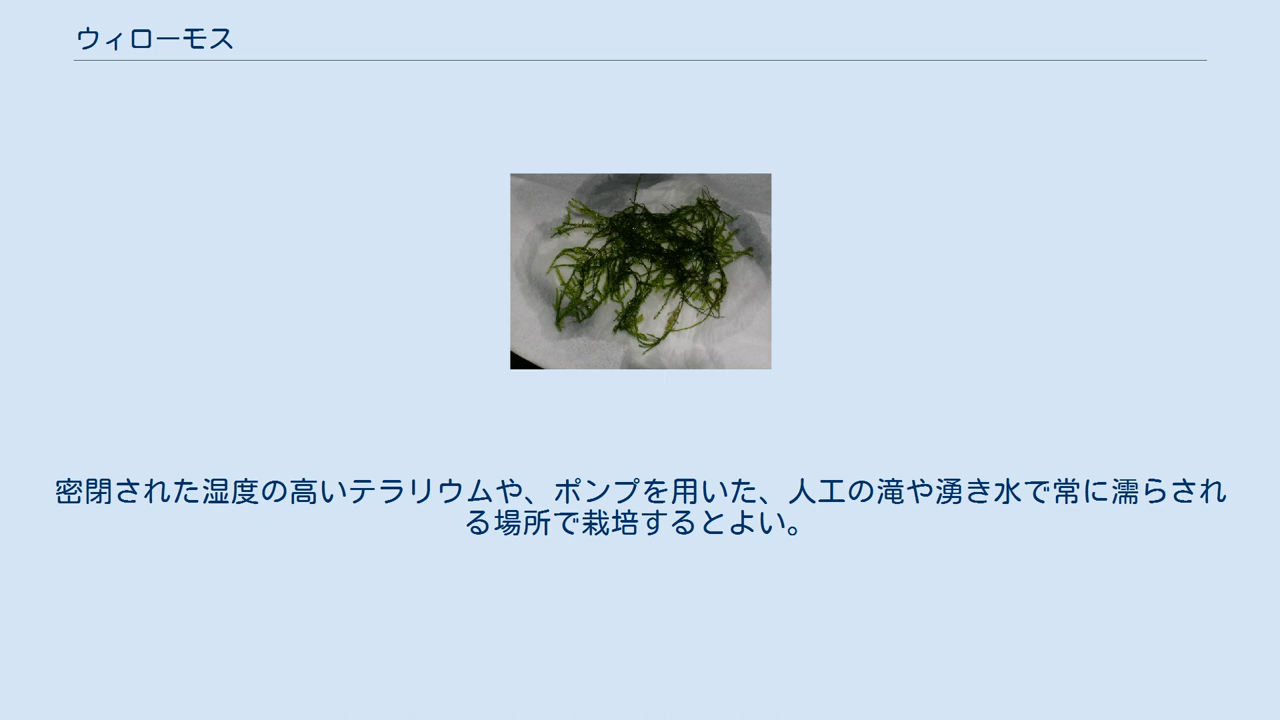 ウィローモス
密閉された湿度の高いテラリウムや、ポンプを用いた、人工の滝や湧き水で常に濡らされ
る場所で栽培するとよい。